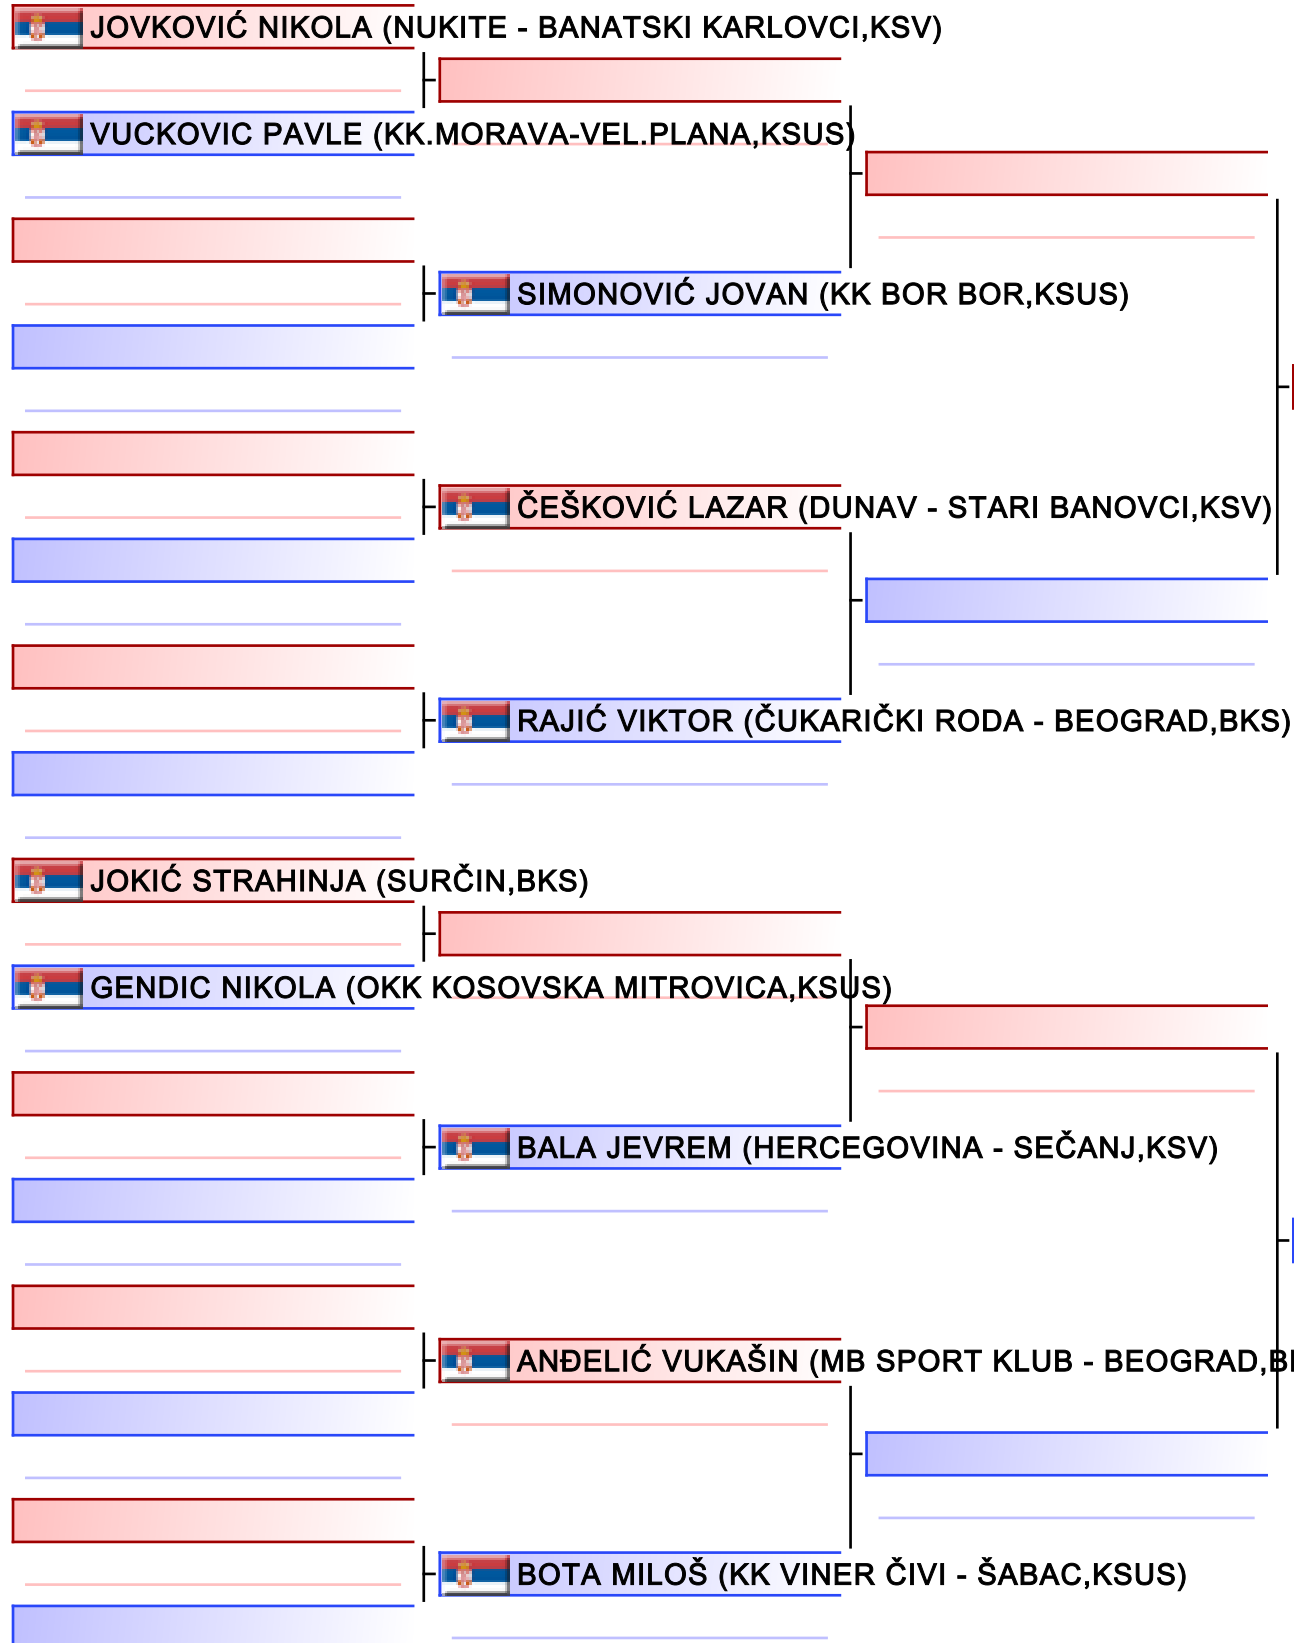 JOVKOVIĆ NIKOLA (NUKITE - BANATSKI KARLOVCI,KSV)
VUCKOVIC PAVLE (KK.MORAVA-VEL.PLANA,KSUS)
SIMONOVIĆ JOVAN (KK BOR BOR,KSUS)
ČEŠKOVIĆ LAZAR (DUNAV - STARI BANOVCI,KSV)
RAJIĆ VIKTOR (ČUKARIČKI RODA - BEOGRAD,BKS)
JOKIĆ STRAHINJA (SURČIN,BKS)
GENDIC NIKOLA (OKK KOSOVSKA MITROVICA,KSUS)
BALA JEVREM (HERCEGOVINA - SEČANJ,KSV)
ANĐELIĆ VUKAŠIN (MB SPORT KLUB - BEOGRAD,
BOTA MILOŠ (KK VINER ČIVI - ŠABAC,KSUS)